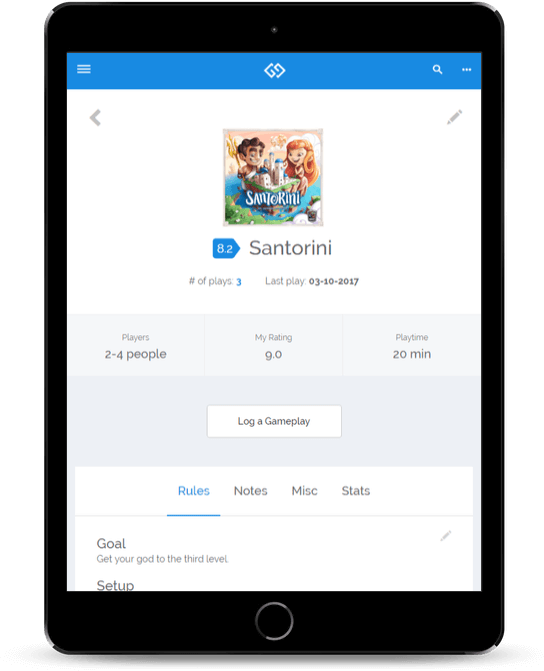 SANTORINI
8.2 Santorini
# of plays: 3 Last play: 03-10-2017
Players My Rating Playtime
2-4 people 9.0 20 min
Log a Gameplay
Rules Notes Misc Stats
Goal
Get your god to the third level.
Setup